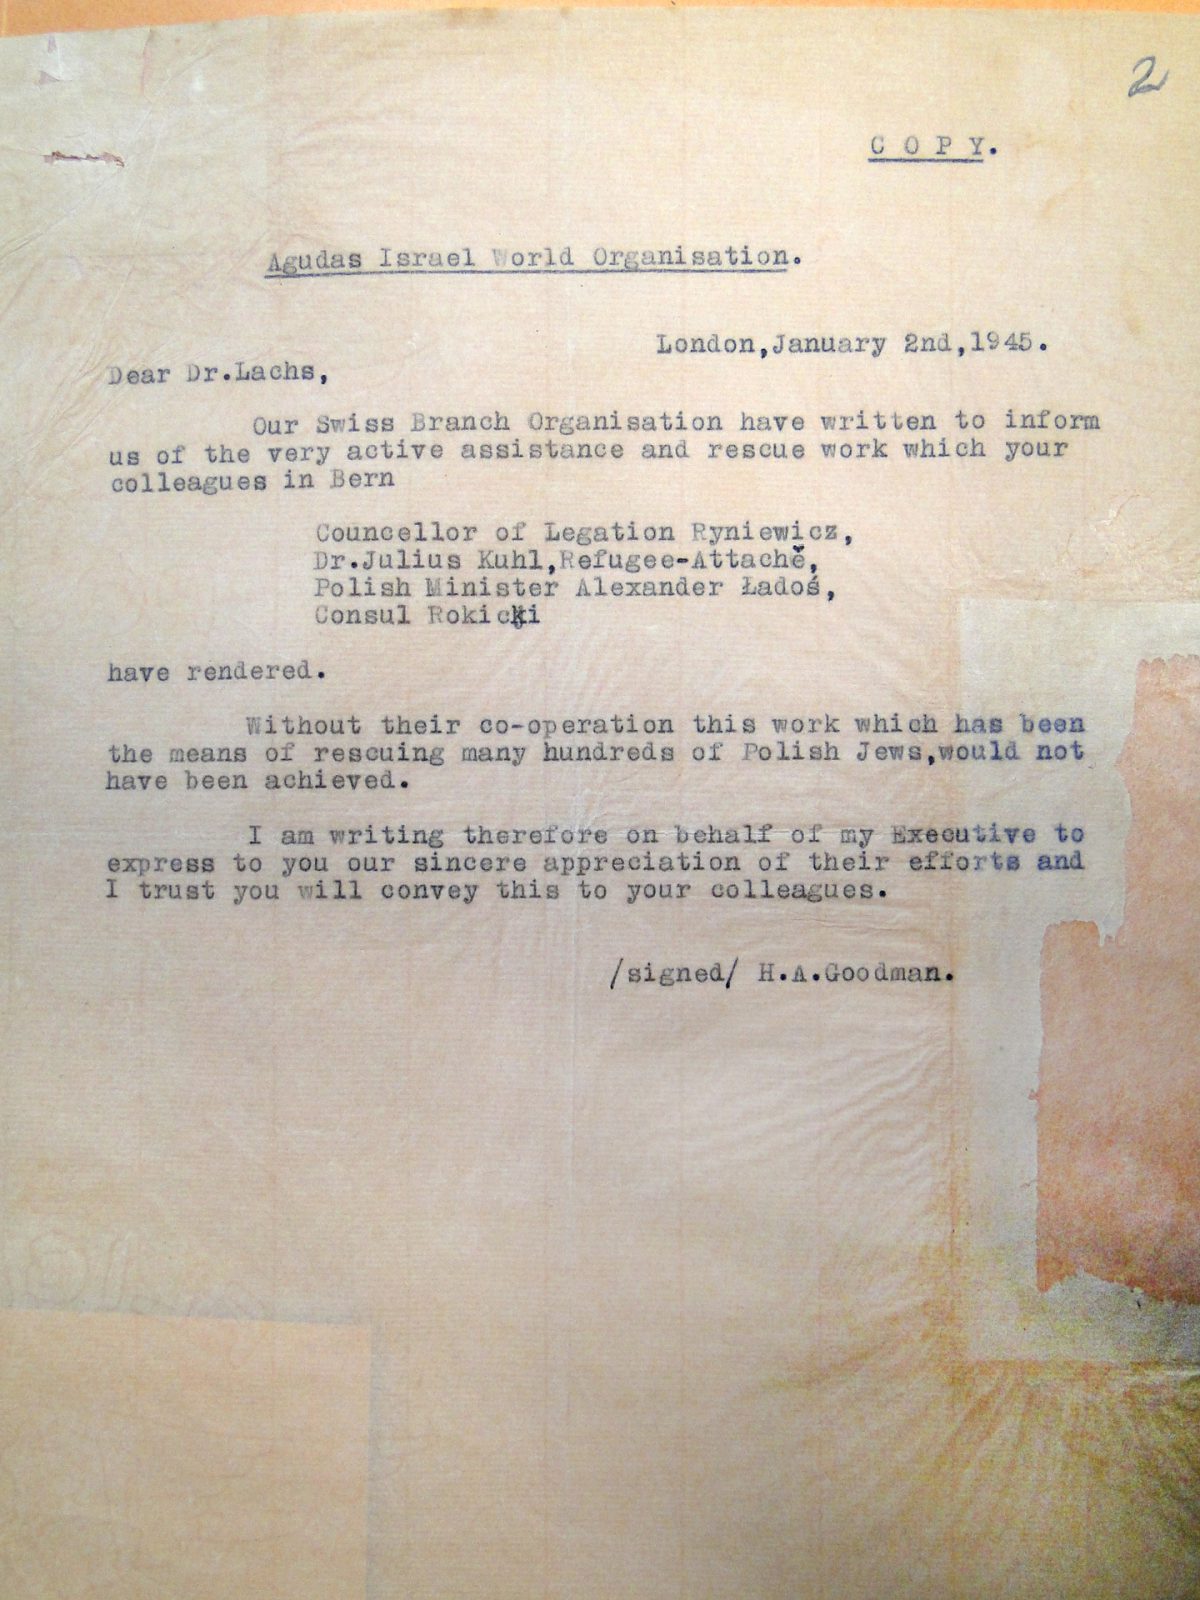 2
C O P Y.
Agudas Israel World Organisation.
London,January 2nd,1945.
Dear Dr.Lachs,
Our Swiss Branch Organisation have written to inform
us of the very active assistance and rescue work which your
colleagues in Bern
Councellor of Legation Ryniewicz,
Dr.Julius Kuhl,Refugee-Attachě,
Polish Minister Alexander Ładoś,
Consul Rokicki
have rendered.
Without their co-operation this work which has been
the means of rescuing many hundreds of Polish Jews,would not
have been achieved.
I am writing therefore on behalf of my Executive to
express to you our sincere appreciation of their efforts and
I trust you will convey this to your colleagues.
/signed/ H.A.Goodman.